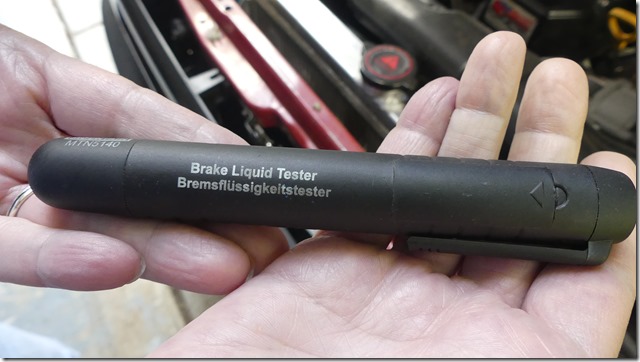 MTN5140
Brake Liquid Tester
Bremsflüssigkeitstester